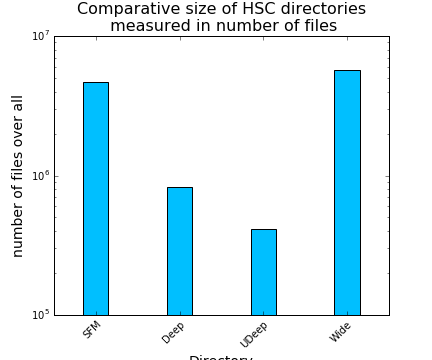 Comparative size of HSC directories
measured in number of files
number of files over all
10^7
10^6
10^5
SFM
Deep
UDeep
Wide
Directory